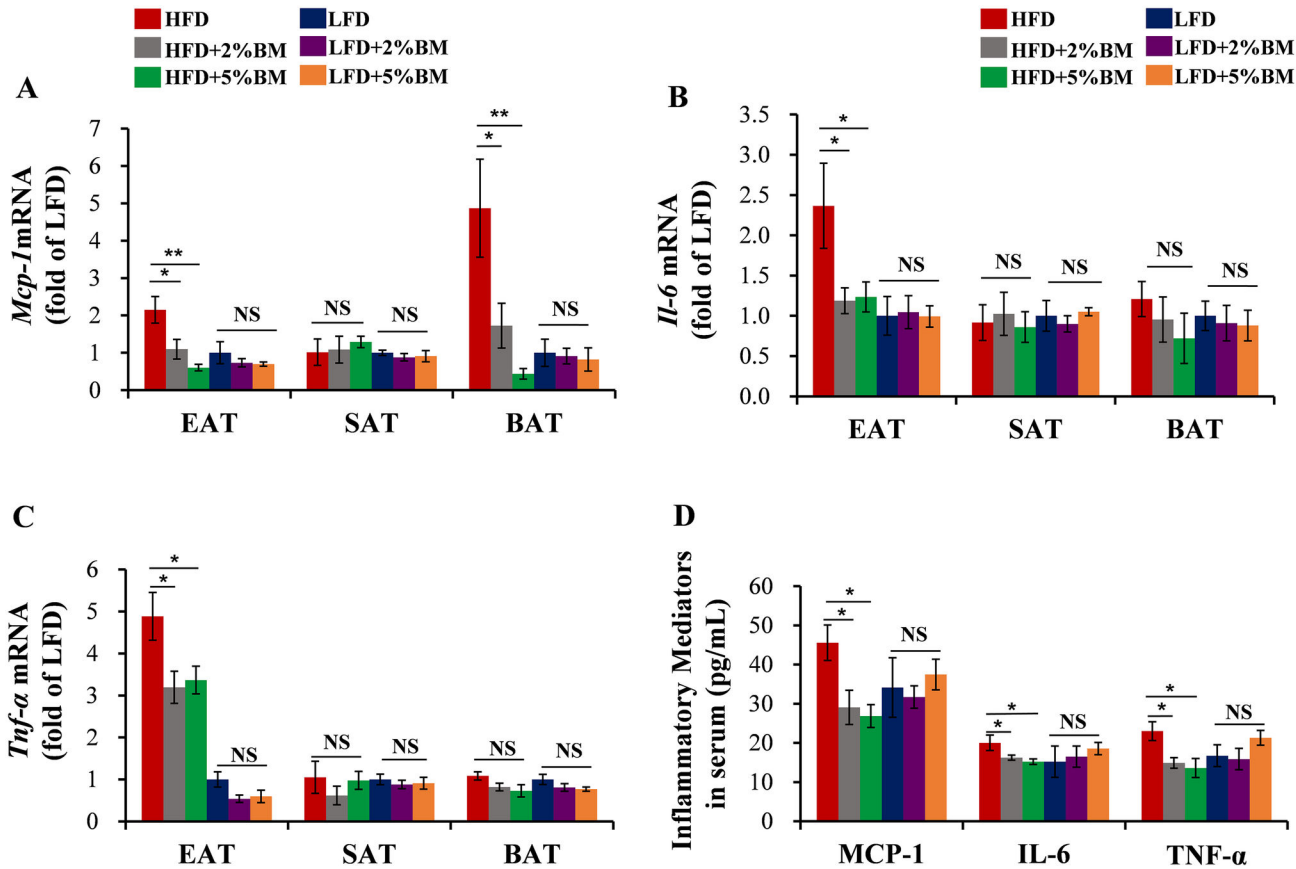 HFD LFD
HFD+2%BM LFD+2%BM
HFD+5%BM LFD+5%BM
A
Mcp-1mRNA
(fold of LFD)
7
6
5
4
3
2
1
0
**
*
NS
NS
NS
**
*
NS
EAT SAT BAT
HFD LFD
HFD+2%BM LFD+2%BM
HFD+5%BM LFD+5%BM
B
Il-6 mRNA
(fold of LFD)
3.5
3.0
2.5
2.0
1.5
1.0
0.5
0.0
*
*
NS
NS
NS
NS
NS
EAT SAT BAT
C
Tnf-α mRNA
(fold of LFD)
6
5
4
3
2
1
0
*
*
NS
NS
NS
NS
NS
EAT SAT BAT
D
Inflammatory Mediators
in serum (pg/mL)
60
50
40
30
20
10
0
*
*
NS
*
*
NS
*
*
NS
MCP-1 IL-6 TNF-α